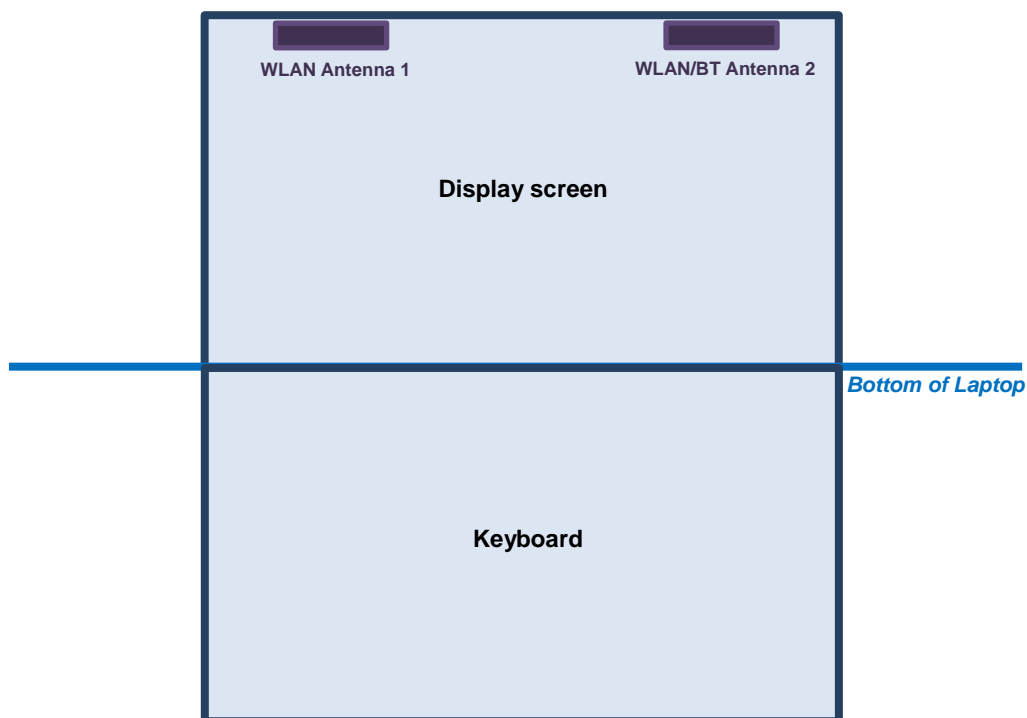 WLAN Antenna 1
WLAN/BT Antenna 2
Display screen
Bottom of Laptop
Keyboard